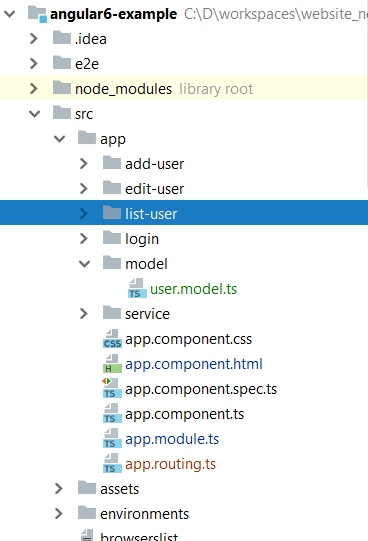 angular6-example C:\D\workspaces\website_n
.idea
e2e
node_modules library root
src
app
add-user
edit-user
list-user
login
model
user.model.ts
service
app.component.css
app.component.html
app.component.spec.ts
app.component.ts
app.module.ts
app.routing.ts
assets
environments
browserslist